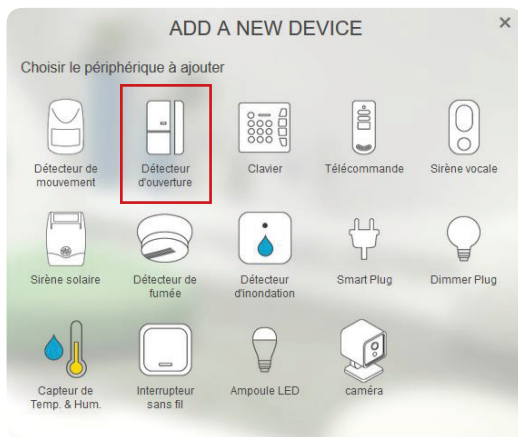 ADD A NEW DEVICE
×
Choisir le périphérique à ajouter
Détecteur de
mouvement
Détecteur
d'ouverture
Clavier
Télécommande
Sirène vocale
Sirène solaire
Détecteur de
fumée
Détecteur
d'inondation
Smart Plug
Dimmer Plug
Capteur de
Temp. & Hum.
Interrupteur
sans fil
Ampoule LED
caméra